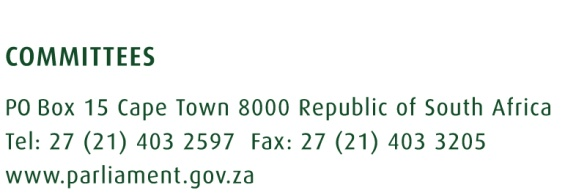 COMMITTEES
PO Box 15 Cape Town 8000 Republic of South Africa
Tel: 27 (21) 403 2597  Fax: 27 (21) 403 3205
www.parliament.gov.za